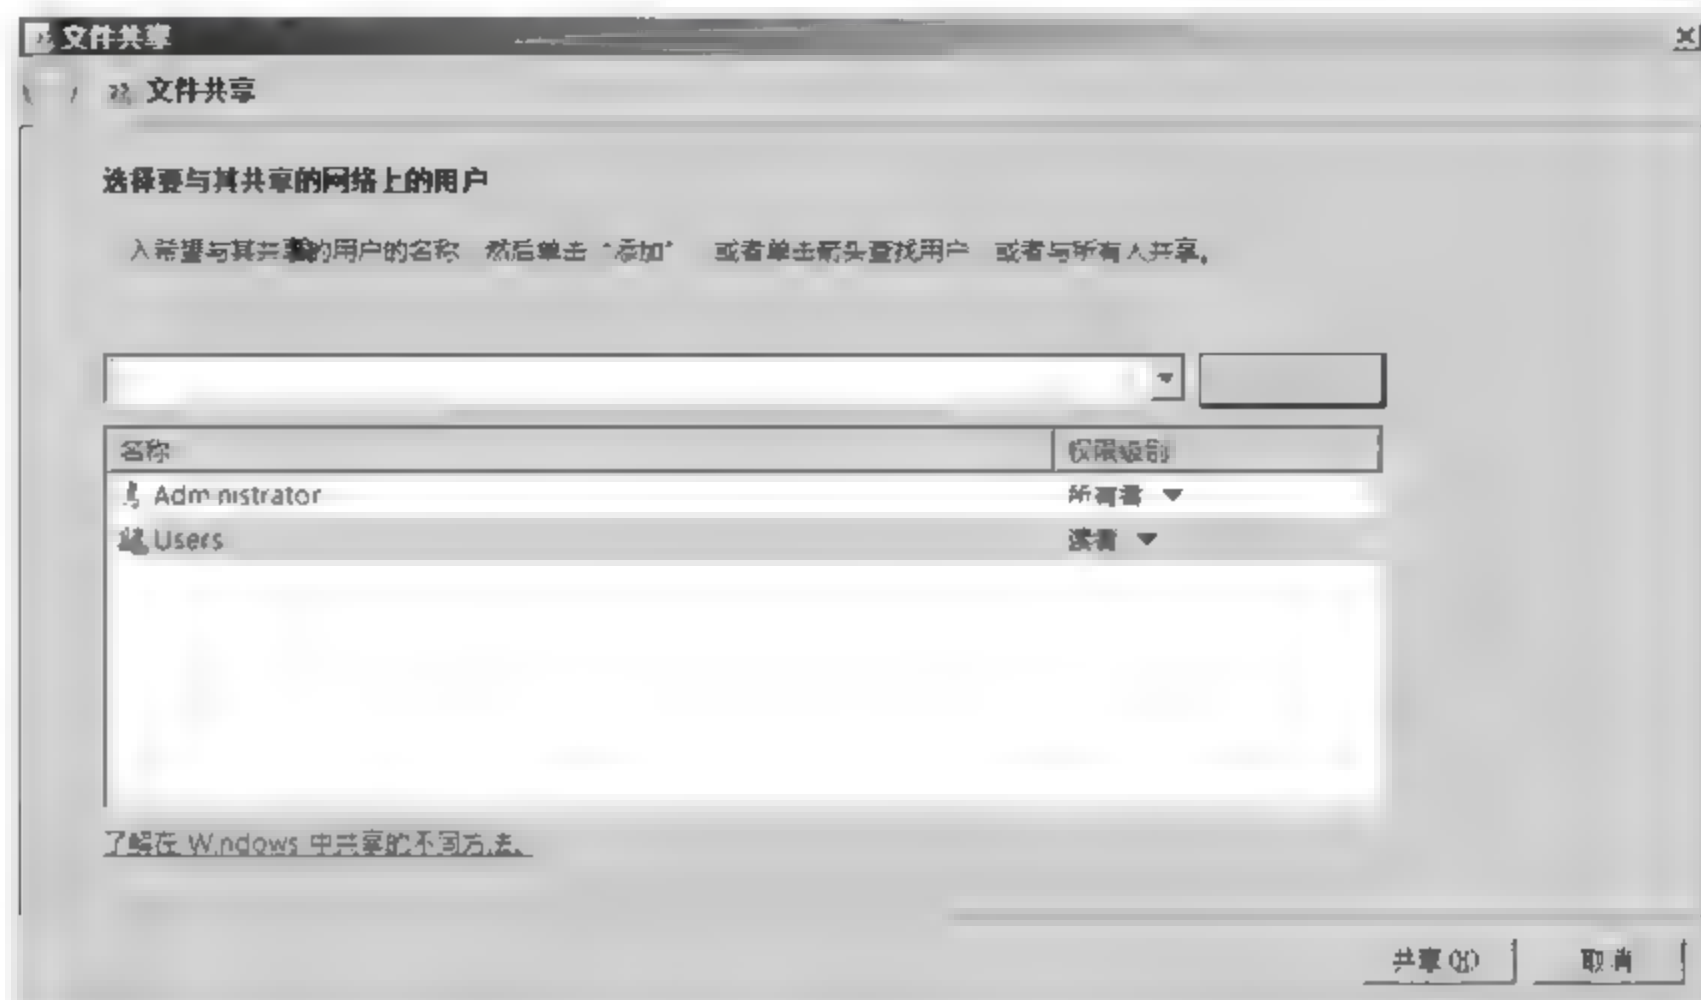 文件共享
文件共享
选择要与其共享的网络上的用户
入希望与其共享的用户的名称 然后单击“添加” 或者单击箭头查找用户 或者与所有人共享。
名称 权限级别
Administrator 所有者
Users 读者
了解在 Windows 中共享的不同方法。
共享 取消